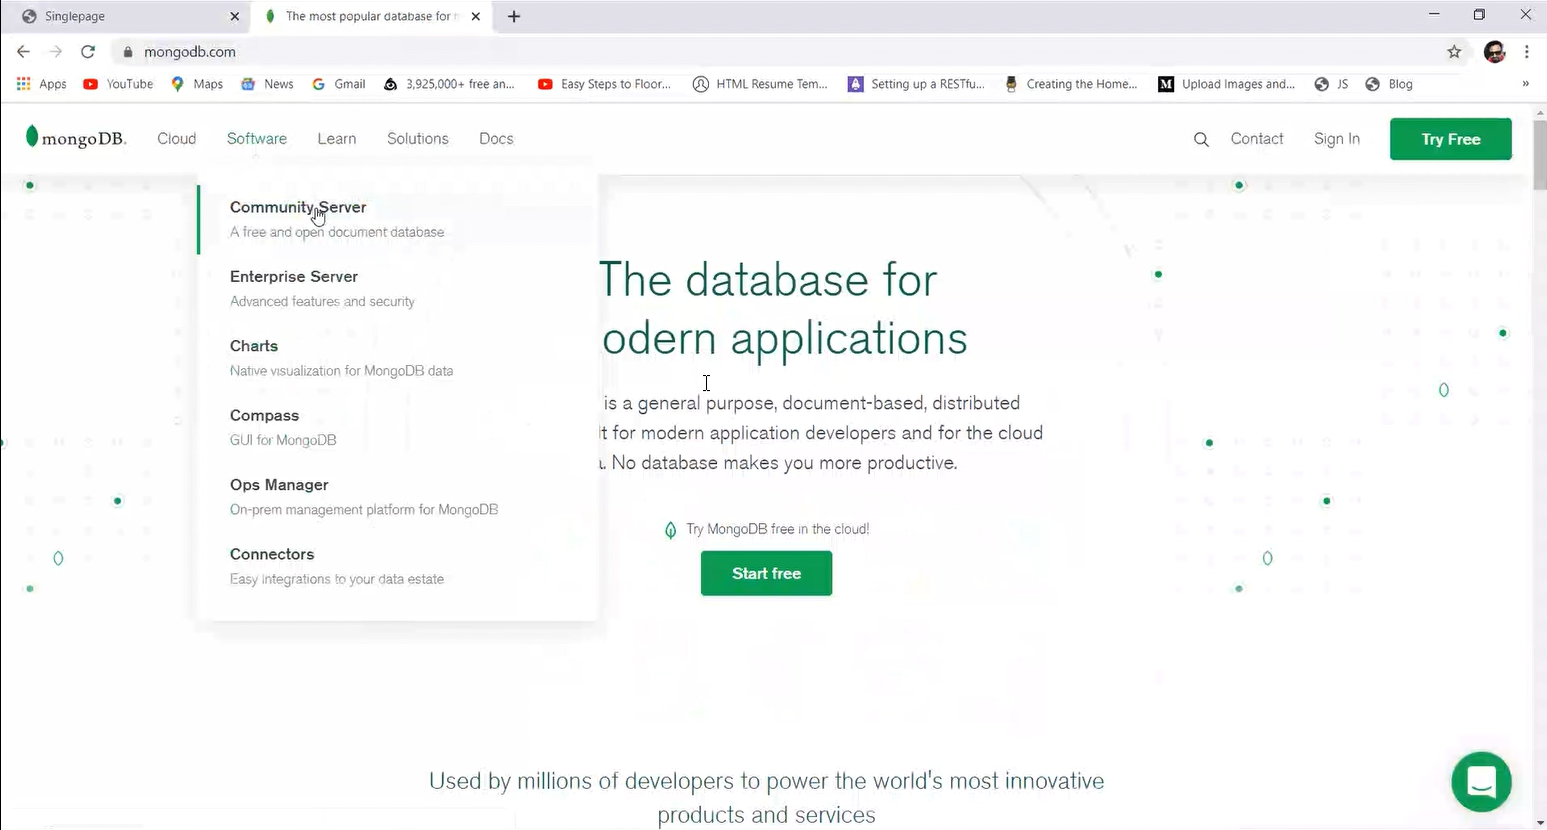 Singlepage
The most popular database for
mongodb.com
Apps YouTube Maps News Gmail 3,925,000+ free an... Easy Steps to Floor... HTML Resume Tem... Setting up a RESTfu... Creating the Home... M Upload Images and... JS Blog »
mongoDB. Cloud Software Learn Solutions Docs Contact Sign In Try Free
Community Server
A free and open document database
Enterprise Server
Advanced features and security
Charts
Native visualization for MongoDB data
Compass
GUI for MongoDB
Ops Manager
On-prem management platform for MongoDB
Connectors
Easy integrations to your data estate
The database for
odern applications
is a general purpose, document-based, distributed
t for modern application developers and for the cloud
. No database makes you more productive.
Try MongoDB free in the cloud!
Start free
Used by millions of developers to power the world's most innovative
products and services